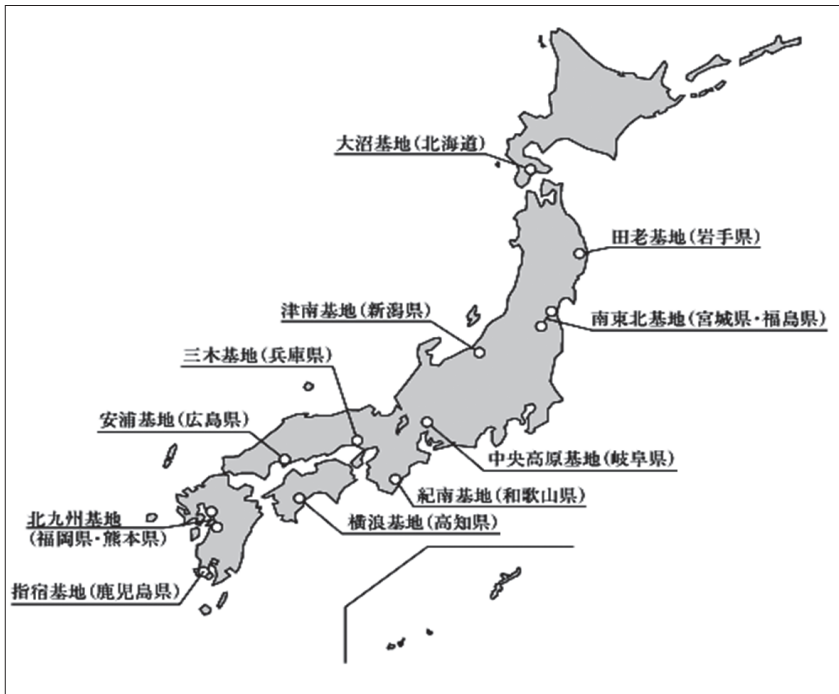 大沼基地(北海道)
田老基地(岩手県)
津南基地(新潟県)
南東北基地(宮城県・福島県)
三木基地(兵庫県)
安浦基地(広島県)
中央高原基地(岐阜県)
紀南基地(和歌山県)
北九州基地
(福岡県・熊本県)
横浪基地(高知県)
指宿基地(鹿児島県)